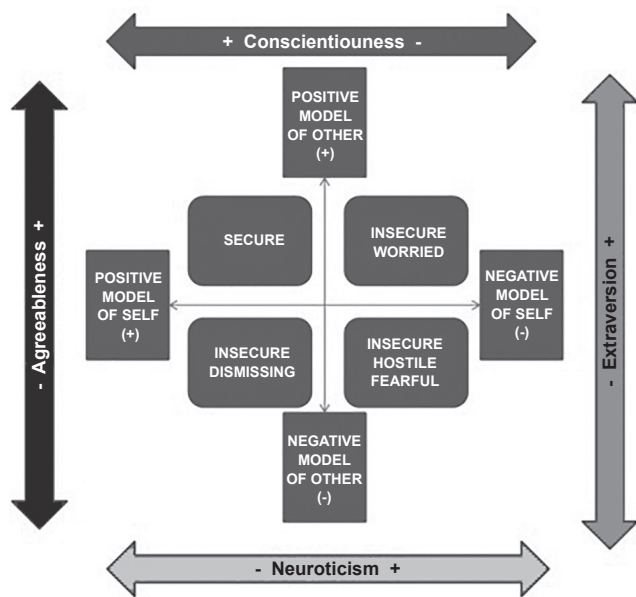 + Conscientiouness -
POSITIVE
MODEL
OF OTHER
(+)
- Agreeableness +
SECURE
INSECURE
WORRIED
POSITIVE
MODEL
OF SELF
(+)
NEGATIVE
MODEL
OF SELF
(-)
- Extraversion +
INSECURE
DISMISSING
INSECURE
HOSTILE
FEARFUL
NEGATIVE
MODEL
OF OTHER
(-)
- Neuroticism +